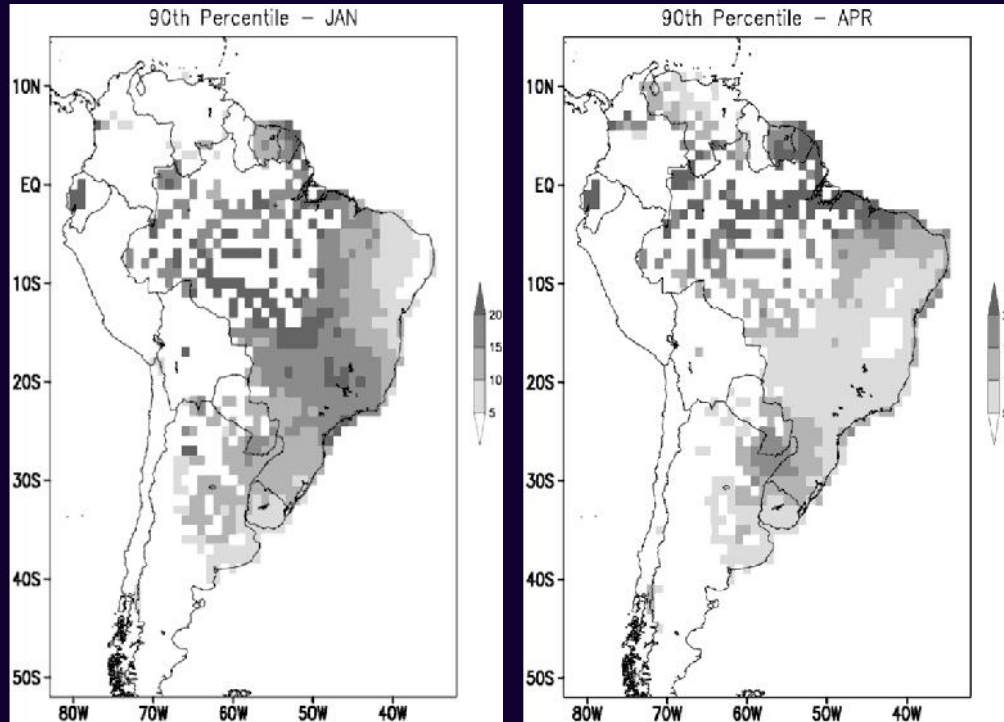 90th Percentile – JAN
10N
EQ
10S
20S
30S
40S
50S
80W 70W 60W 50W 40W
20
15
10
5
90th Percentile – APR
10N
EQ
10S
20S
30S
40S
50S
80W 70W 60W 50W 40W